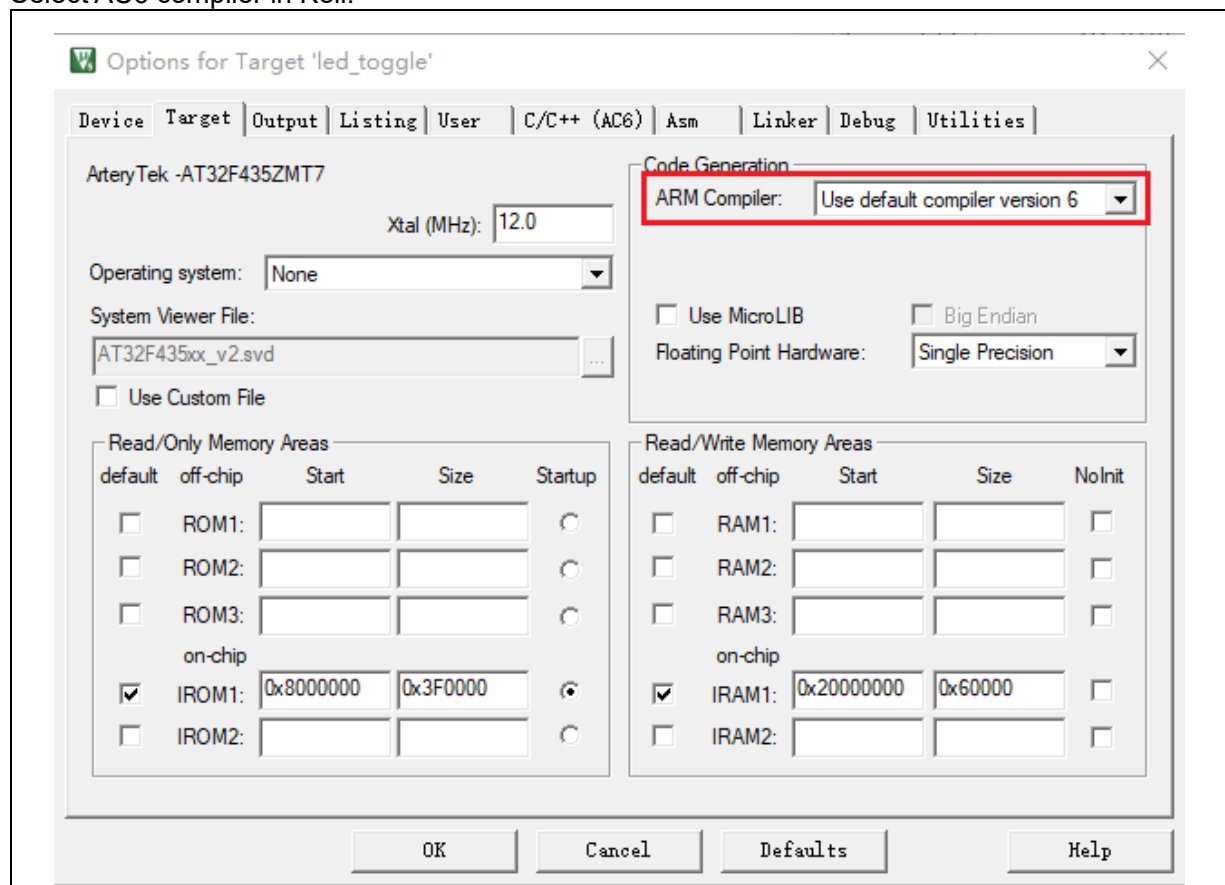 Options for Target 'led_toggle'
Device Target Output Listing User C/C++ (AC6) Asm Linker Debug Utilities
ArteryTek -AT32F435ZMT7
Xtal (MHz): 12.0
Operating system: None
System Viewer File:
AT32F435xx_v2.svd ...
Use Custom File
Code Generation
ARM Compiler: Use default compiler version 6
Use MicroLIB Big Endian
Floating Point Hardware: Single Precision
Read/Only Memory Areas
default off-chip Start Size Startup
ROM1:
ROM2:
ROM3:
on-chip
IROM1: 0x8000000 0x3F0000
IROM2:
Read/Write Memory Areas
default off-chip Start Size NoInit
RAM1:
RAM2:
RAM3:
on-chip
IRAM1: 0x20000000 0x60000
IRAM2:
OK Cancel Defaults Help